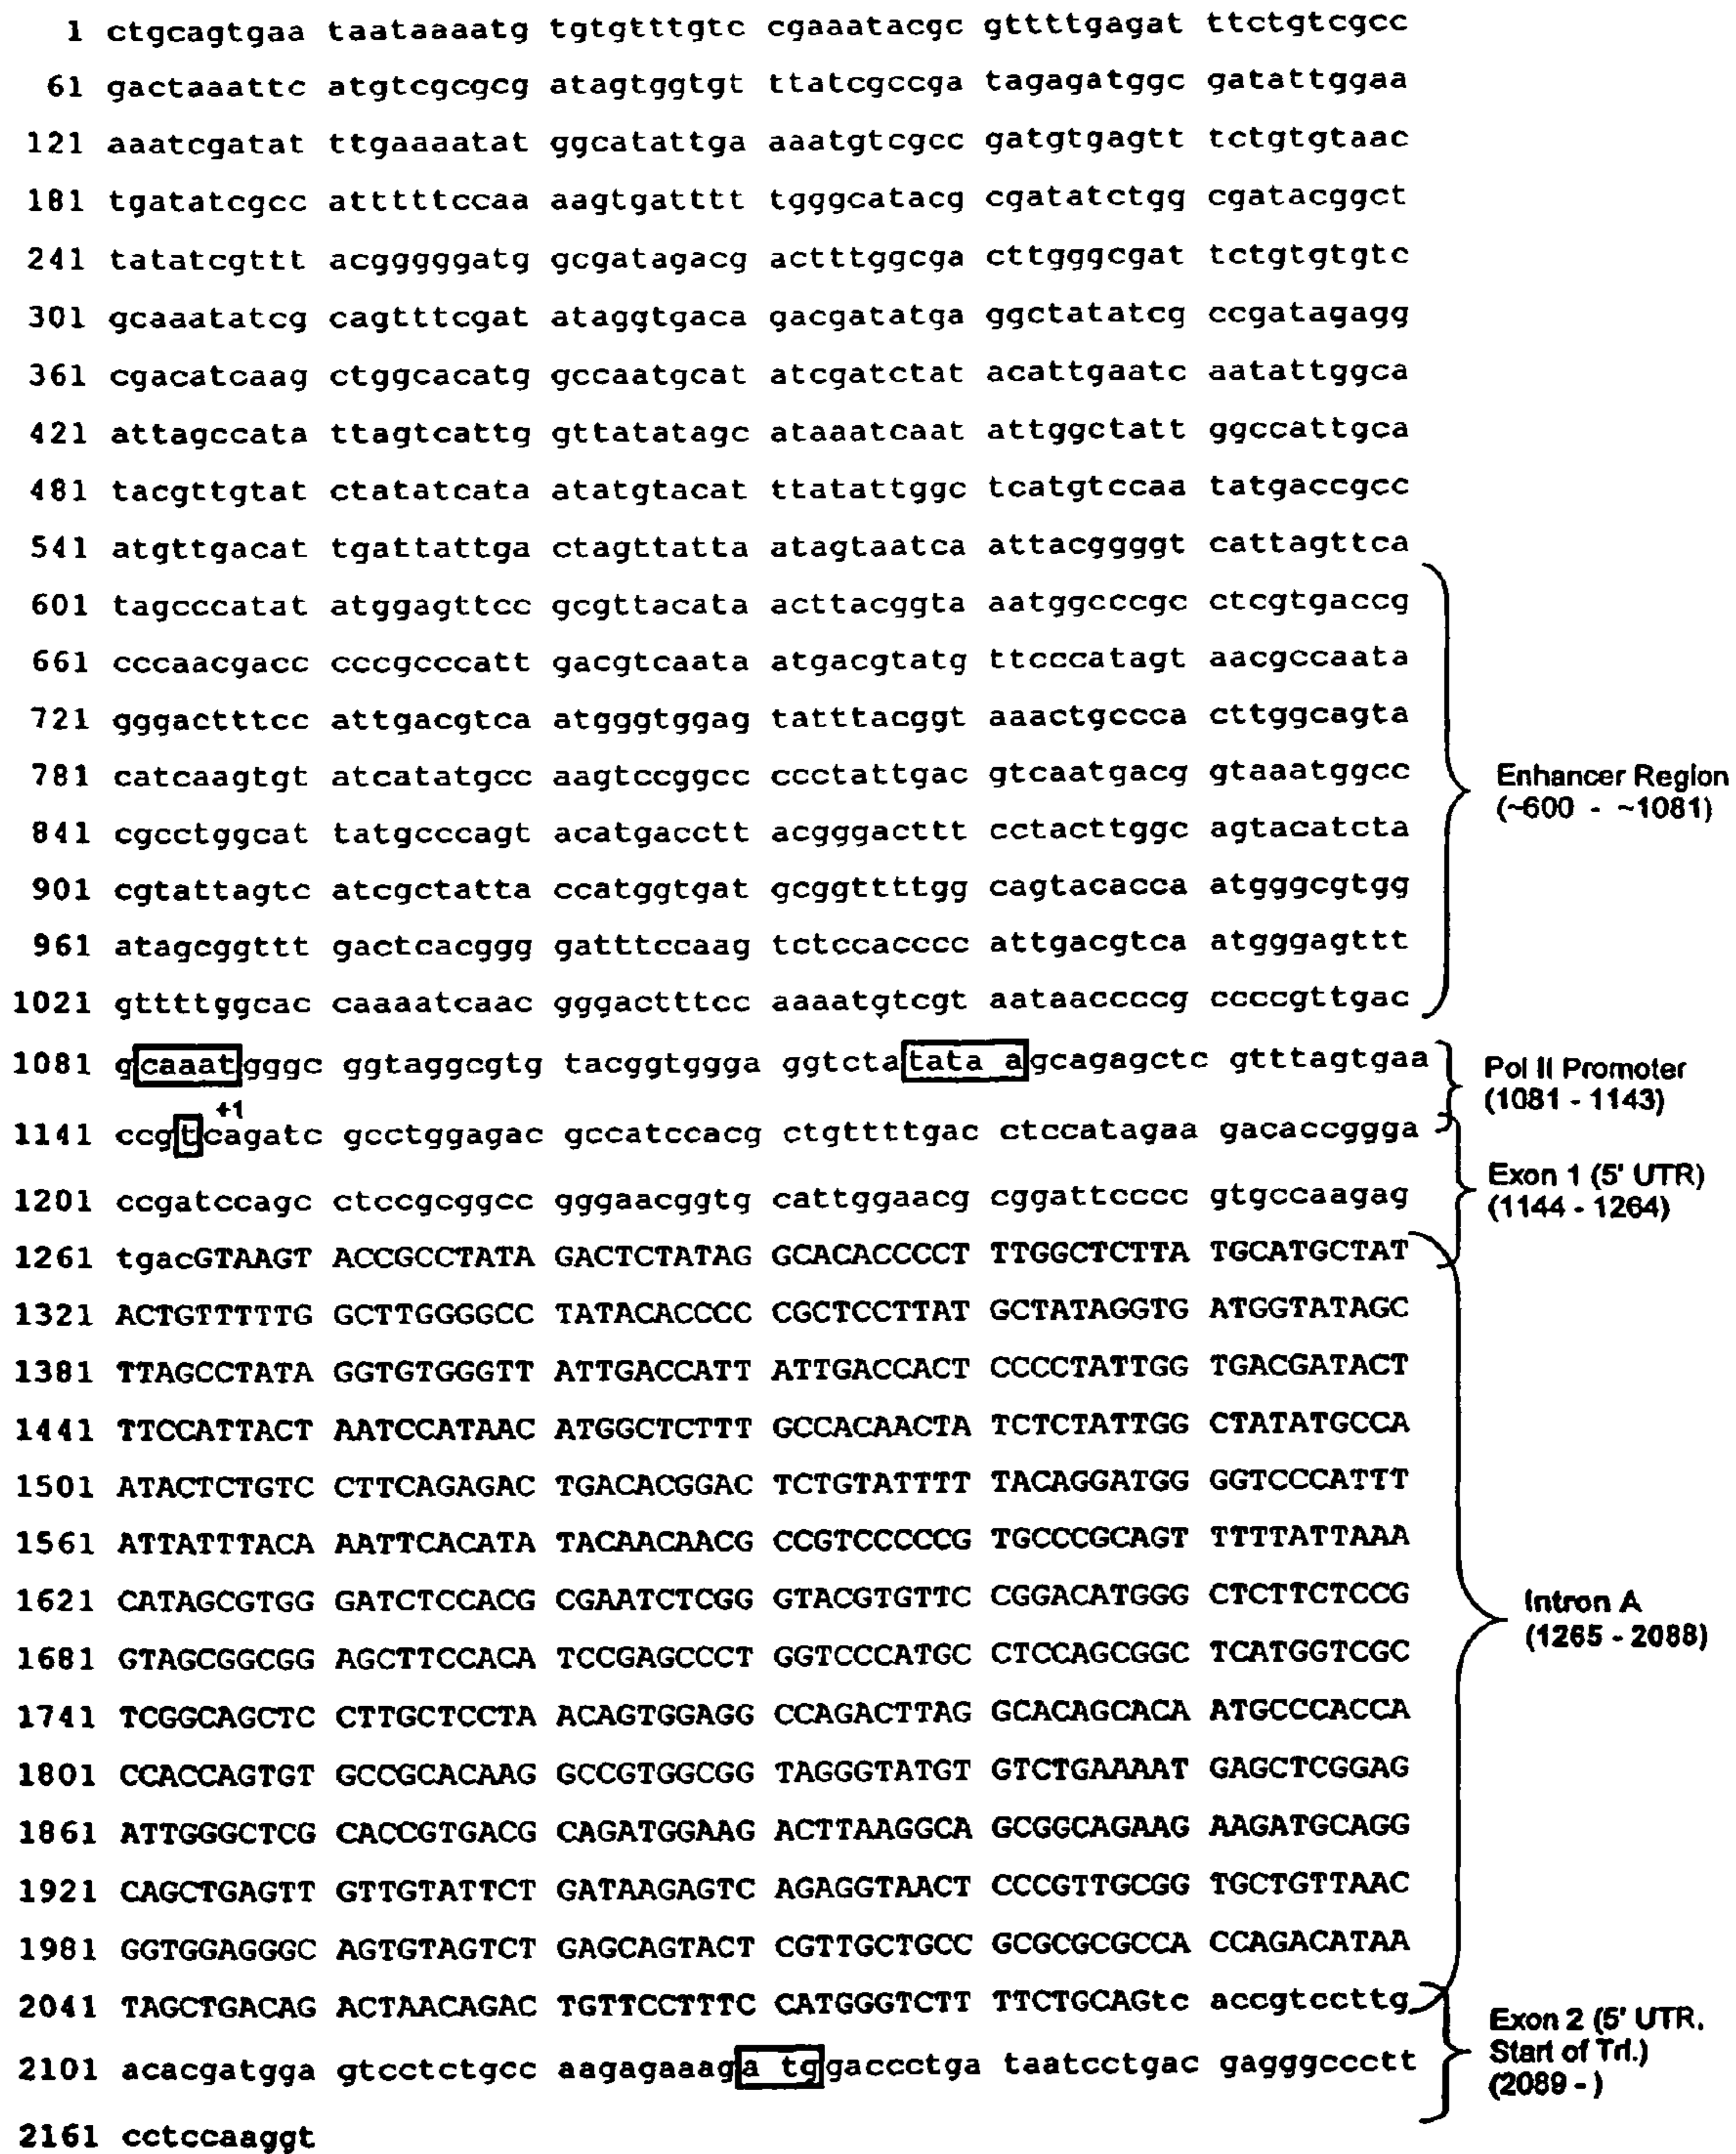 1 ctgcagtgaa taataaaatg tgtgtttgtc cgaaatacgc gttttgagat ttctgtcgcc
61 gactaaattc atgtcgcgcg atagtggtgt ttatcgccga tagagatggc gatattggaa
121 aaatcgatat ttgaaaatat ggcatattga aaatgtcgcc gatgtgagtt tctgtgtaac
181 tgatatcgcc atttttccaa aagtgatttt tgggcatacg cgatatctgg cgatacggct
241 tatatcgttt acgggggatg gcgatagacg actttggcga cttgggcgat tctgtgtgtc
301 gcaaatatcg cagtttcgat ataggtgaca gacgatatga ggctatatcg ccgatagagg
361 cgacatcaag ctggcacatg gccaatgcat atcgatctat acattgaatc aatattggca
421 attagccata ttagtcattg gttatatagc ataaatcaat attggctatt ggccattgca
481 tacgttgtat ctatatcata atatgtacat ttatattggc tcatgtccaa tatgaccgcc
541 atgttgacat tgattattga ctagttatta atagtaatca attacggggt cattagttca
601 tagcccatat atggagttcc gcgttacata acttacggta aatggcccgc ctcgtgaccg
661 cccaacgacc cccgcccatt gacgtcaata atgacgtatg ttcccatagt aacgccaata
721 gggactttcc attgacgtca atgggtggag tatttacggt aaactgccca cttggcagta
781 catcaagtgt atcatatgcc aagtccggcc ccctattgac gtcaatgacg gtaaatggcc
841 cgcctggcat tatgcccagt acatgacctt acgggacttt cctacttggc agtacatcta
Enhancer Region
(~600 - ~1081)
901 cgtattagtc atcgctatta ccatggtgat gcggttttgg cagtacacca atgggcgtgg
961 atagcggttt gactcacggg gatttccaag tctccacccc attgacgtca atgggagttt
1021 gttttggcac caaaatcaac gggactttcc aaaatgtcgt aataaccccg ccccgttgac
1081 gcaaatgggc ggtaggcgtg tacggtggga ggtctatata agcagagctc gtttagtgaa
Pol II Promoter
(1081 - 1143)
+1
1141 ccgtcagatc gcctggagac gccatccacg ctgttttgac ctccatagaa gacaccggga
1201 ccgatccagc ctccgcggcc gggaacggtg cattggaacg cggattcccc gtgccaagag
Exon 1 (5' UTR)
(1144 - 1264)
1261 tgacGTAAGT ACCGCCTATA GACTCTATAG GCACACCCCT TTGGCTCTTA TGCATGCTAT
1321 ACTGTTTTTG GCTTGGGGCC TATACACCCC CGCTCCTTAT GCTATAGGTG ATGGTATAGC
1381 TTAGCCTATA GGTGTGGGTT ATTGACCATT ATTGACCACT CCCCTATTGG TGACGATACT
1441 TTCCATTACT AATCCATAAC ATGGCTCTTT GCCACAACTA TCTCTATTGG CTATATGCCA
1501 ATACTCTGTC CTTCAGAGAC TGACACGGAC TCTGTATTTT TACAGGATGG GGTCCCATTT
1561 ATTATTTACA AATTCACATA TACAACAACG CCGTCCCCCG TGCCCGCAGT TTTTATTAAA
1621 CATAGCGTGG GATCTCCACG CGAATCTCGG GTACGTGTTC CGGACATGGG CTCTTCTCCG
Intron A
(1265 - 2088)
1681 GTAGCGGCGG AGCTTCCACA TCCGAGCCCT GGTCCCATGC CTCCAGCGGC TCATGGTCGC
1741 TCGGCAGCTC CTTGCTCCTA ACAGTGGAGG CCAGACTTAG GCACAGCACA ATGCCCACCA
1801 CCACCAGTGT GCCGCACAAG GCCGTGGCGG TAGGGTATGT GTCTGAAAAT GAGCTCGGAG
1861 ATTGGGCTCG CACCGTGACG CAGATGGAAG ACTTAAGGCA GCGGCAGAAG AAGATGCAGG
1921 CAGCTGAGTT GTTGTATTCT GATAAGAGTC AGAGGTAACT CCCGTTGCGG TGCTGTTAAC
1981 GGTGGAGGGC AGTGTAGTCT GAGCAGTACT CGTTGCTGCC GCGCGCGCCA CCAGACATAA
2041 TAGCTGACAG ACTAACAGAC TGTTCCTTTC CATGGGTCTT TTCTGCAGtc accgtccttg
Exon 2 (5' UTR.
Start of Trl.)
(2089 - )
2101 acacgatgga gtcctctgcc aagagaaaga tggaccctga taatcctgac gagggccctt
2161 cctccaaggt